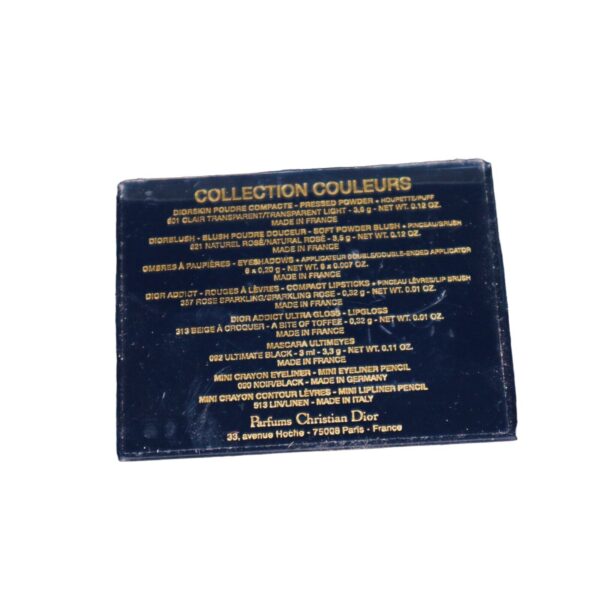 COLLECTION COULEURS
DIORSKIN POUDRE COMPACTE - PRESSED POWDER + HOUPETTE/PUFF
001 CLAIR TRANSPARENT/TRANSPARENT LIGHT - 3,5 g - NET WT. 0.12 OZ.
MADE IN FRANCE
DIORBLUSH - BLUSH POUDRE DOUCEUR - SOFT POWDER BLUSH + PINCEAU/BRUSH
621 NATUREL ROSÉ/NATURAL ROSÉ - 3,5 g - NET WT. 0.12 OZ.
MADE IN FRANCE
OMBRES À PAUPIÈRES - EYESHADOWS + APPLICATEUR DOUBLE/DOUBLE-ENDED APPLICATOR
6 x 0,20 g - NET WT. 6 x 0.007 OZ.
MADE IN FRANCE
DIOR ADDICT - ROUGES À LÈVRES - COMPACT LIPSTICKS + PINCEAU LÈVRES/LIP BRUSH
357 ROSE SPARKLING/SPARKLING ROSE - 0,32 g - NET WT. 0.01 OZ.
MADE IN FRANCE
DIOR ADDICT ULTRA GLOSS - LIPGLOSS
313 BEIGE À CROQUER - A BITE OF TOFFEE - 0,32 g - NET WT. 0.01 OZ.
MADE IN FRANCE
MASCARA ULTIMEYES
092 ULTIMATE BLACK - 3 ml - 3,3 g - NET WT. 0.11 OZ.
MADE IN FRANCE
MINI CRAYON EYELINER - MINI EYELINER PENCIL
090 NOIR/BLACK - MADE IN GERMANY
MINI CRAYON CONTOUR LÈVRES - MINI LIPLINER PENCIL
513 LIN/LINEN - MADE IN ITALY
Parfums Christian Dior
33, avenue Hoche - 75008 Paris - France